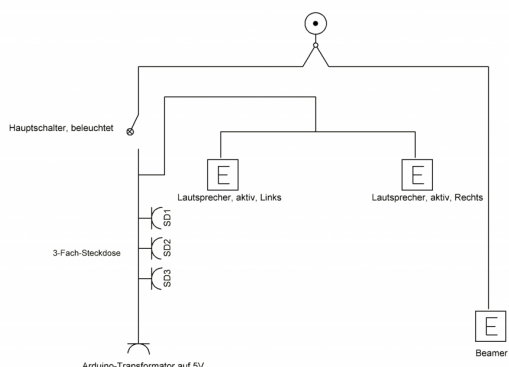 Hauptschalter, beleuchtet
E
E
Lautsprecher, aktiv, Links
Lautsprecher, aktiv, Rechts
SD1
3-Fach-Steckdose
SD2
SD3
E
Beamer
Arduino-Transformator auf 5V